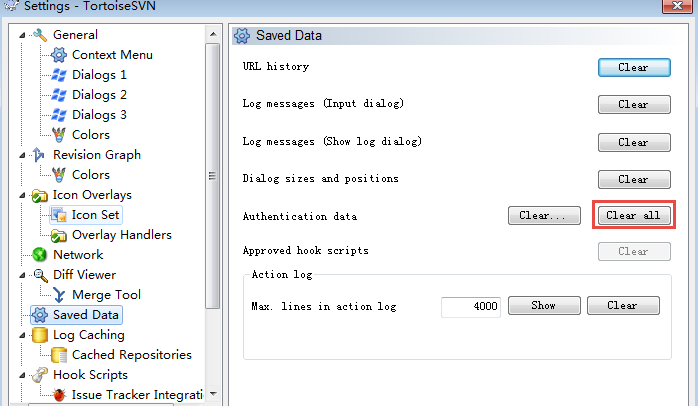 Settings - TortoiseSVN
General
Context Menu
Dialogs 1
Dialogs 2
Dialogs 3
Colors
Revision Graph
Colors
Icon Overlays
Icon Set
Overlay Handlers
Network
Diff Viewer
Merge Tool
Saved Data
Log Caching
Cached Repositories
Hook Scripts
Issue Tracker Integratio
Saved Data
URL history Clear
Log messages (Input dialog) Clear
Log messages (Show log dialog) Clear
Dialog sizes and positions Clear
Authentication data Clear... Clear all
Approved hook scripts Clear
Action log
Max. lines in action log 4000 Show Clear